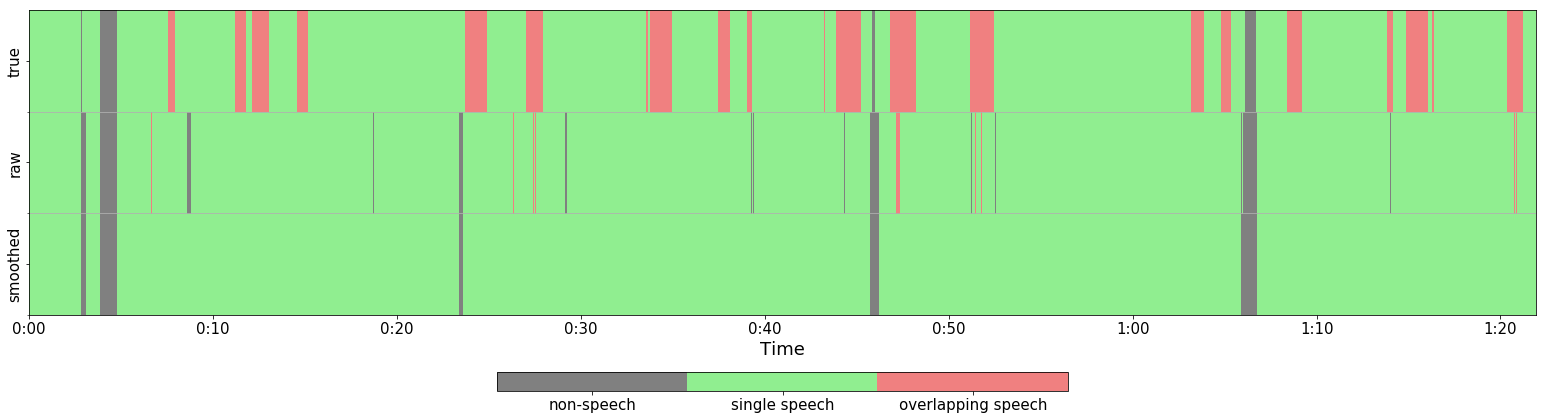 true
raw
smoothed
0:00 0:10 0:20 0:30 0:40 0:50 1:00 1:10 1:20
Time
non-speech single speech overlapping speech